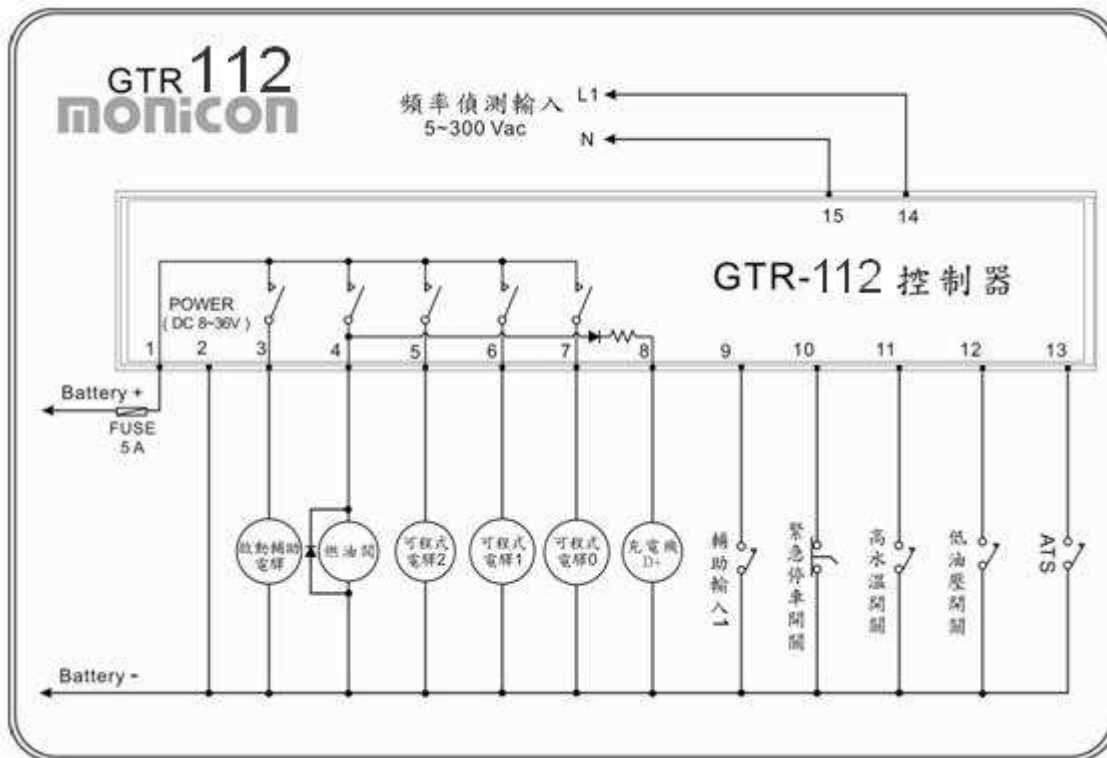 GTR 112
monicon
頻率偵測輸入
5~300 Vac
L1
N
15
14
GTR-112 控制器
POWER
( DC 8~36V )
1
2
3
4
5
6
7
8
9
10
11
12
13
Battery +
FUSE
5A
啟動輔助
電驛
燃油閥
可程式
電驛2
可程式
電驛1
可程式
電驛0
充電機
D+
輔助輸入1
緊急停車開關
高水溫開關
低油壓開關
ATS
Battery -